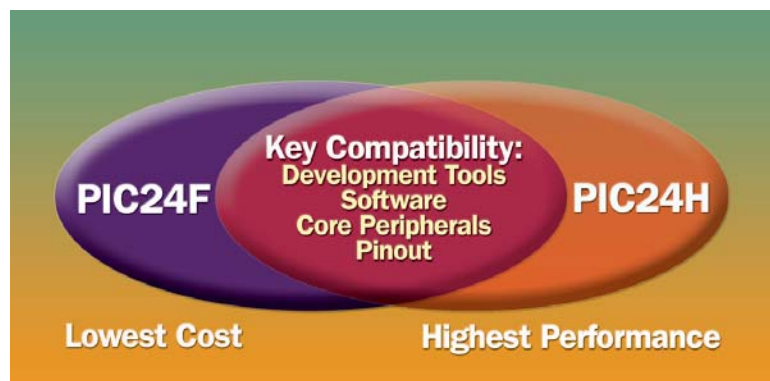 PIC24F
Key Compatibility:
Development Tools
Software
Core Peripherals
Pinout
PIC24H
Lowest Cost
Highest Performance